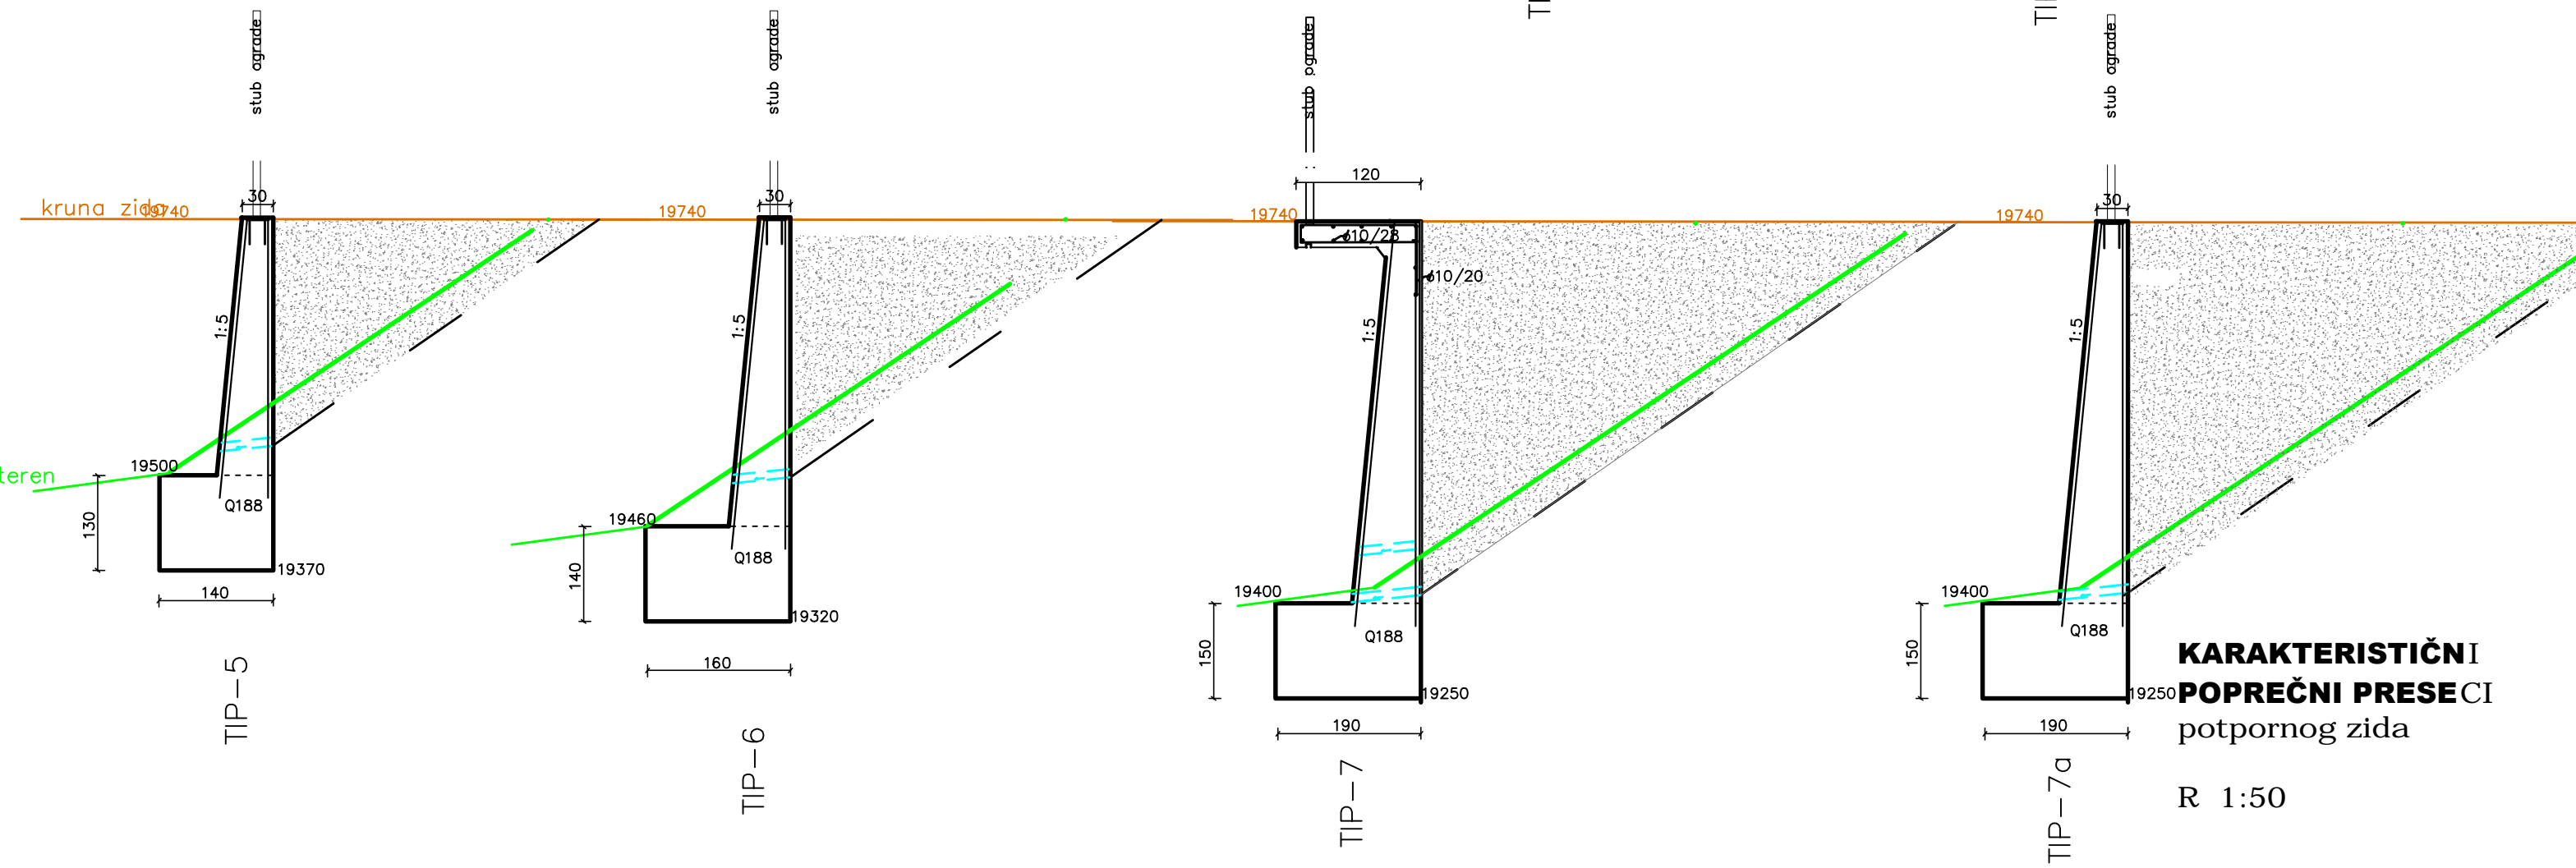 stub ograde
30
kruna zida
19740
1:5
teren
19500
130
Q188
19370
140
TIP-5
stub ograde
30
19740
1:5
19460
140
Q188
19320
160
TIP-6
stub ograde
120
19740
ϕ10/28
ϕ10/20
1:5
19400
150
Q188
19250
190
TIP-7
stub ograde
30
19740
1:5
19400
150
Q188
19250
190
TIP-7a
KARAKTERISTIČNI
POPREČNI PRESECI
potpornog zida
R 1:50